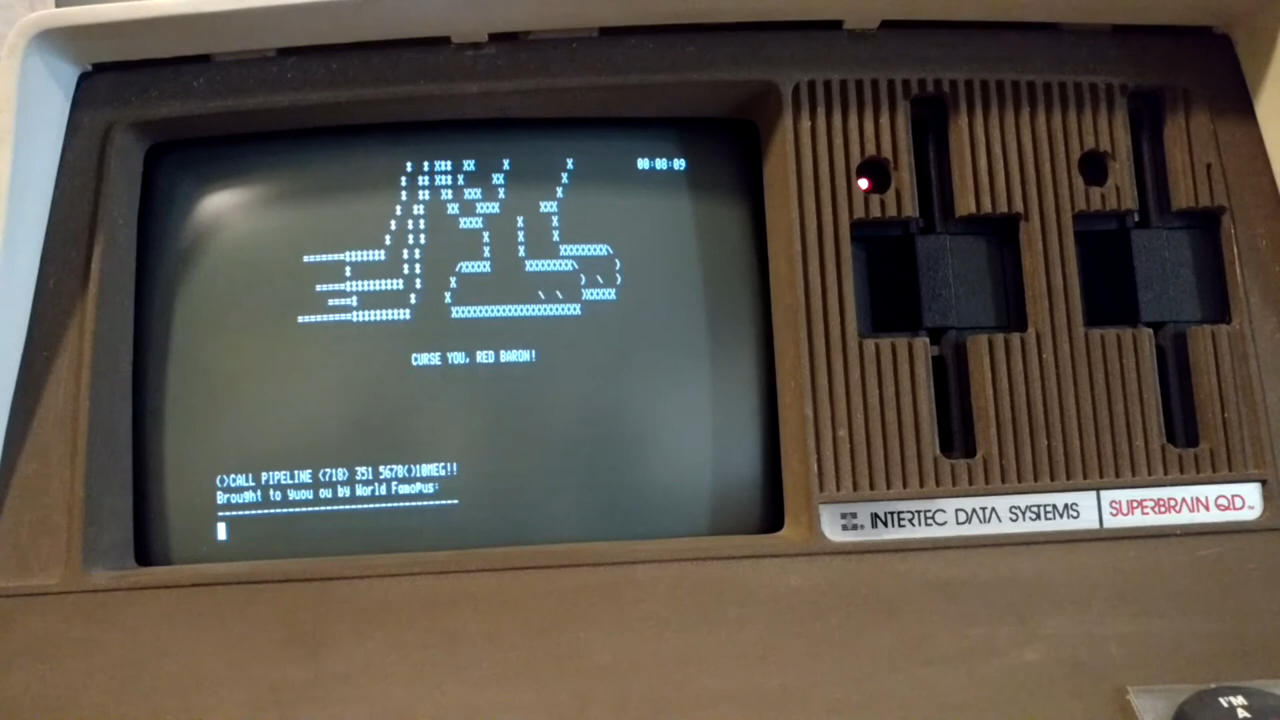 00:08:09
CURSE YOU, RED BARON!
()CALL PIPELINE <718> 351 5678()10MEG!!
Brought to yuou ou by World FamoPus:
INTERTEC DATA SYSTEMS
SUPERBRAIN QD
I'M
A